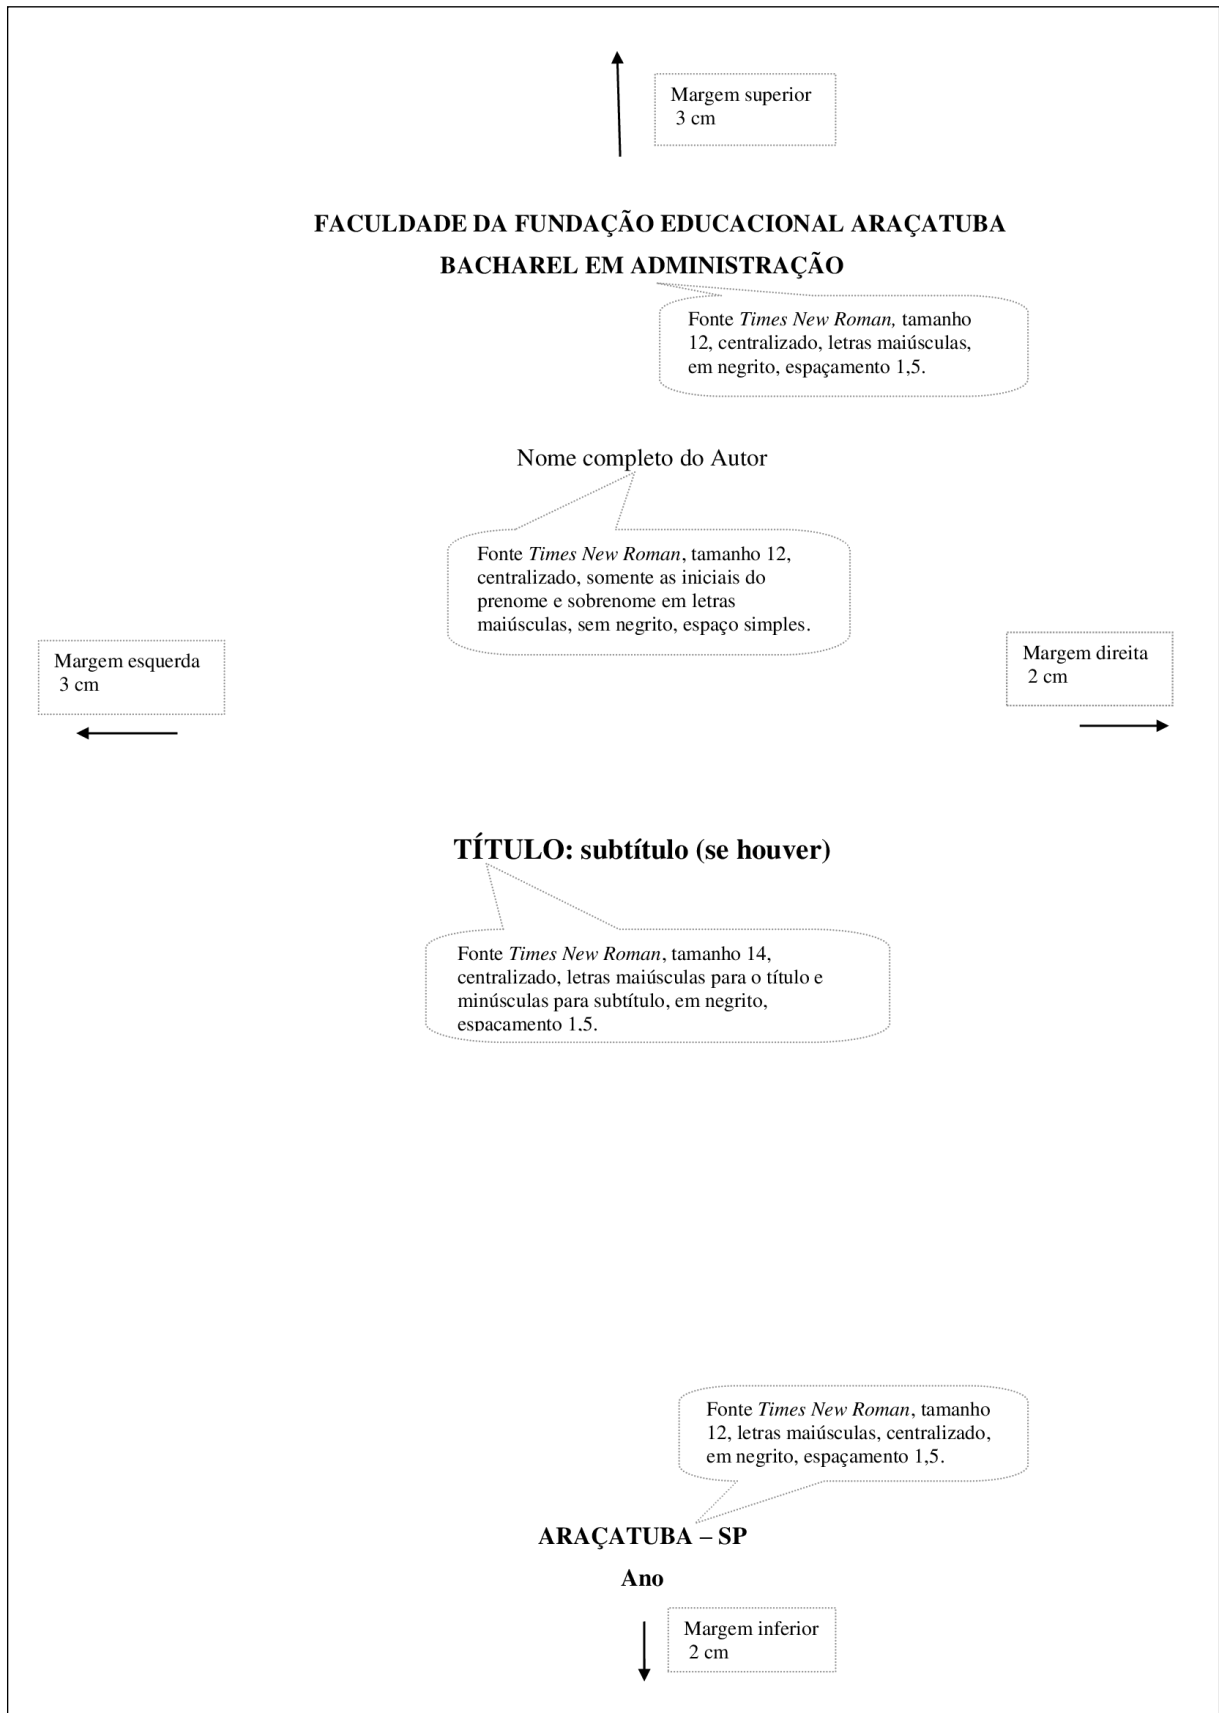 Margem superior
3 cm
FACULDADE DA FUNDAÇÃO EDUCACIONAL ARAÇATUBA
BACHAREL EM ADMINISTRAÇÃO
Fonte Times New Roman, tamanho
12, centralizado, letras maiúsculas,
em negrito, espaçamento 1,5.
Nome completo do Autor
Fonte Times New Roman, tamanho 12,
centralizado, somente as iniciais do
prenome e sobrenome em letras
maiúsculas, sem negrito, espaço simples.
Margem esquerda
3 cm
Margem direita
2 cm
TÍTULO: subtítulo (se houver)
Fonte Times New Roman, tamanho 14,
centralizado, letras maiúsculas para o título e
minúsculas para subtítulo, em negrito,
espaçamento 1,5.
Fonte Times New Roman, tamanho
12, letras maiúsculas, centralizado,
em negrito, espaçamento 1,5.
ARAÇATUBA – SP
Ano
Margem inferior
2 cm